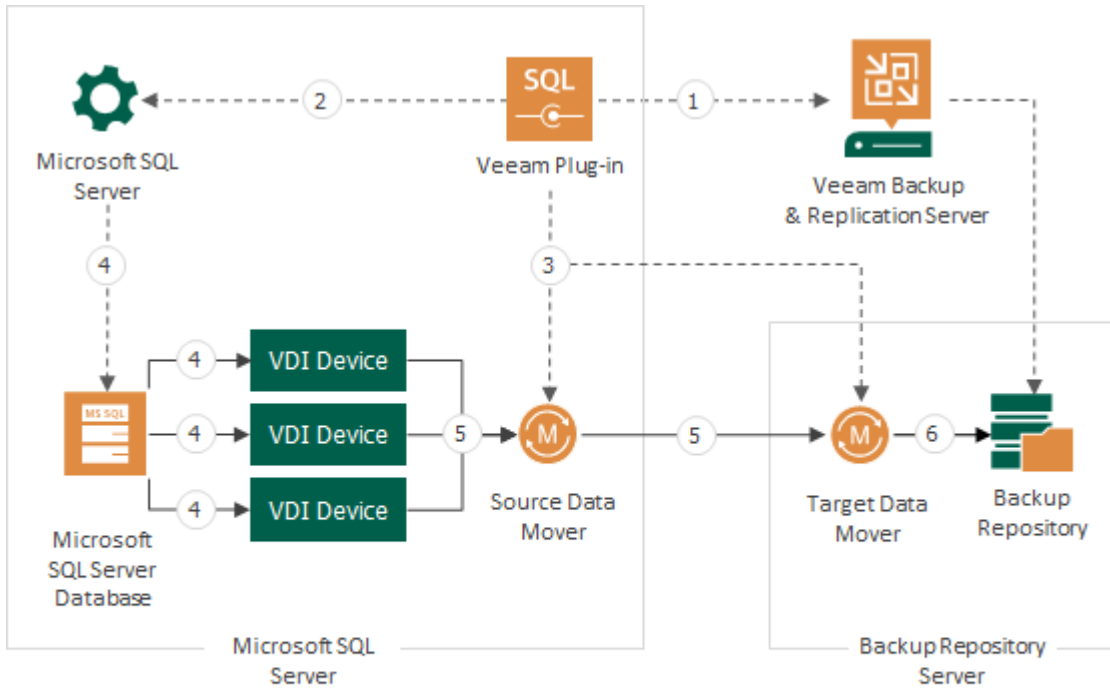 SQL
2
1
Microsoft SQL
Server
Veeam Plug-in
Veeam Backup
& Replication Server
4
3
4
VDI Device
MS SQL
4
VDI Device
5
M
5
M
6
4
VDI Device
Source Data
Mover
Target Data
Mover
Backup
Repository
Microsoft
SQL Server
Database
Microsoft SQL
Server
Backup Repository
Server